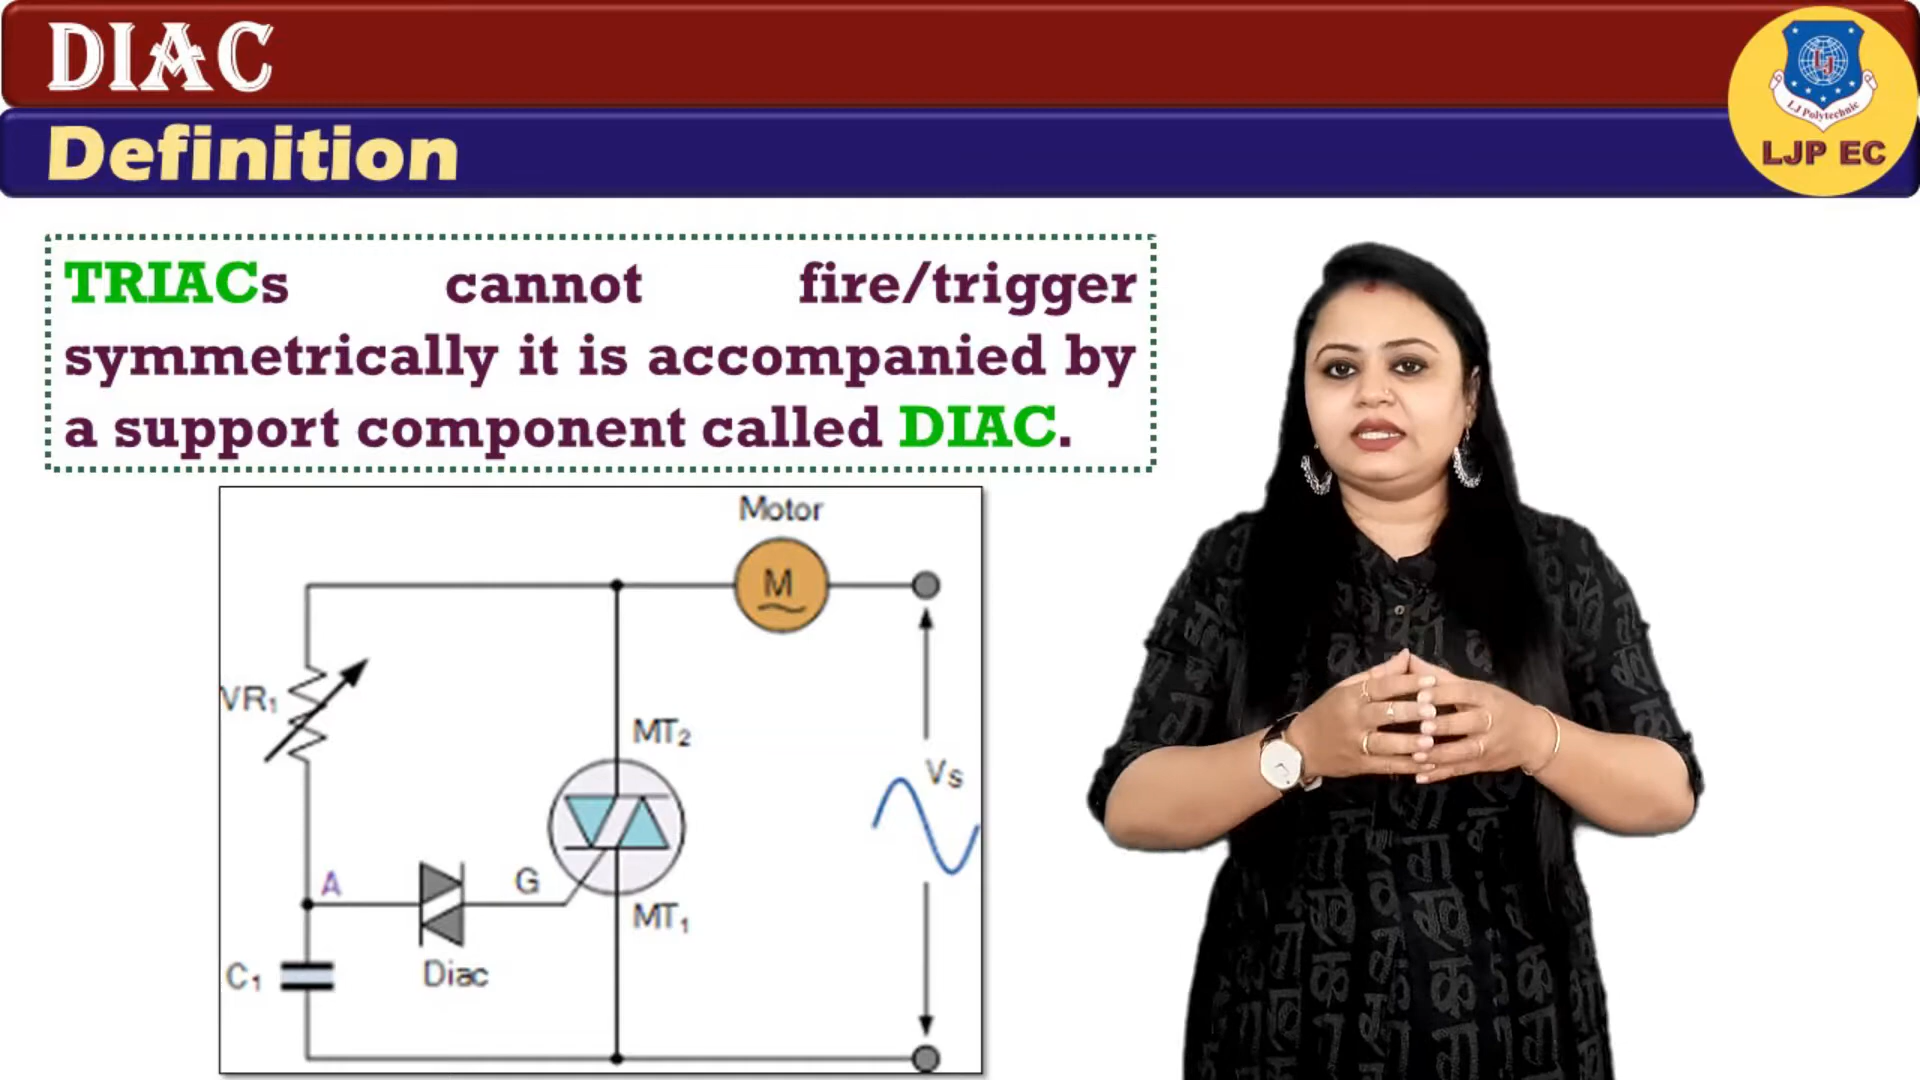 DIAC
Definition
LJ
LJ Polytechnic
LJP EC
TRIACs cannot fire/trigger
symmetrically it is accompanied by
a support component called DIAC.
Motor
M
VR₁
MT₂
Vs
A
G
MT₁
C₁
Diac